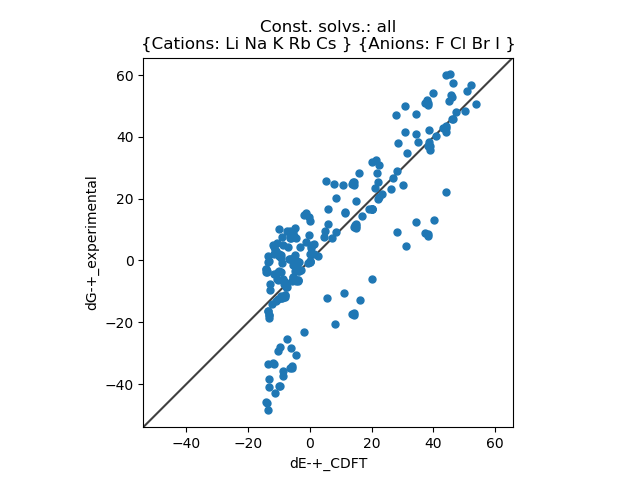 Const. solvs.: all
{Cations: Li Na K Rb Cs } {Anions: F Cl Br I }
60
40
20
0
−20
−40
dG-+_experimental
−40 −20 0 20 40 60
dE-+_CDFT